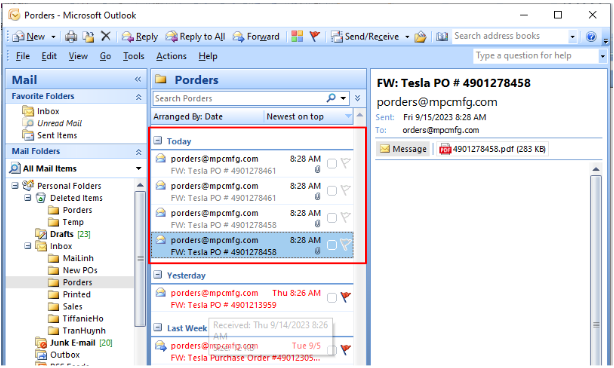 Porders - Microsoft Outlook
New Reply Reply to All Forward Send/Receive Search address books
File Edit View Go Tools Actions Help Type a question for help
Mail «
Favorite Folders
Inbox
Unread Mail
Sent Items
Mail Folders
All Mail Items
Personal Folders
Deleted Items
Porders
Temp
Drafts [23]
Inbox
MaiLinh
New POs
Porders
Printed
Sales
TiffanieHo
TranHuynh
Junk E-mail [20]
Outbox
Porders
Search Porders
Arranged By: Date Newest on top
Today
porders@mpcmfg.com 8:28 AM
FW: Tesla PO # 4901278461
porders@mpcmfg.com 8:28 AM
FW: Tesla PO # 4901278461
porders@mpcmfg.com 8:28 AM
FW: Tesla PO # 4901278458
porders@mpcmfg.com 8:28 AM
FW: Tesla PO # 4901278458
Yesterday
porders@mpcmfg.com Thu 8:26 AM
FW: Tesla PO # 4901213959
Received: Thu 9/14/2023 8:26
AM
Last Week
porders@mpcmfg.com Tue 9/5
FW: Tesla Purchase Order #49012305...
FW: Tesla PO # 4901278458
porders@mpcmfg.com
Sent: Fri 9/15/2023 8:28 AM
To: orders@mpcmfg.com
Message 4901278458.pdf (283 KB)